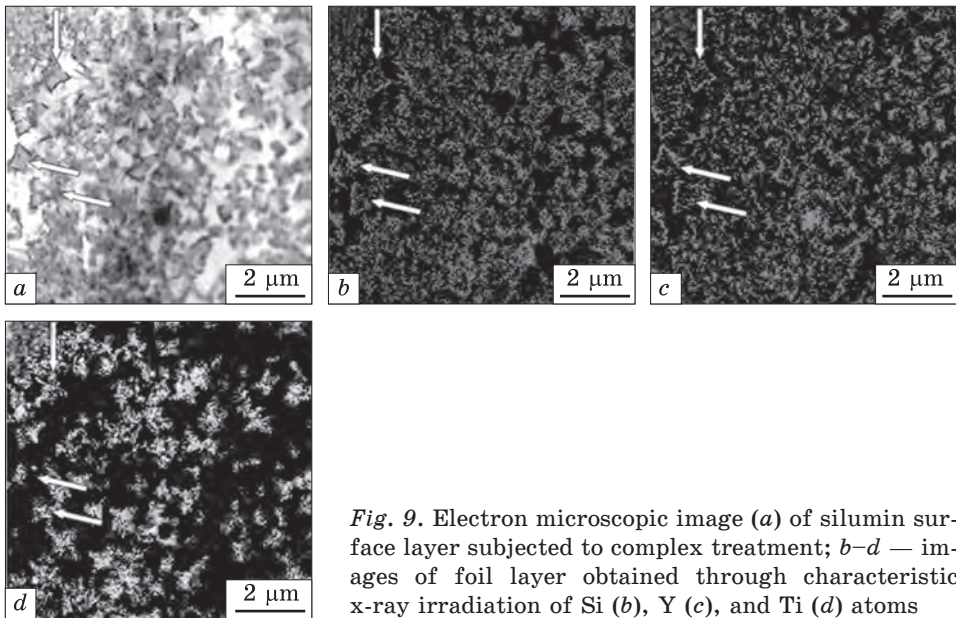 a
2 μm
b
2 μm
c
2 μm
d
2 μm
Fig. 9. Electron microscopic image (a) of silumin sur-
face layer subjected to complex treatment; b–d — im-
ages of foil layer obtained through characteristic
x-ray irradiation of Si (b), Y (c), and Ti (d) atoms